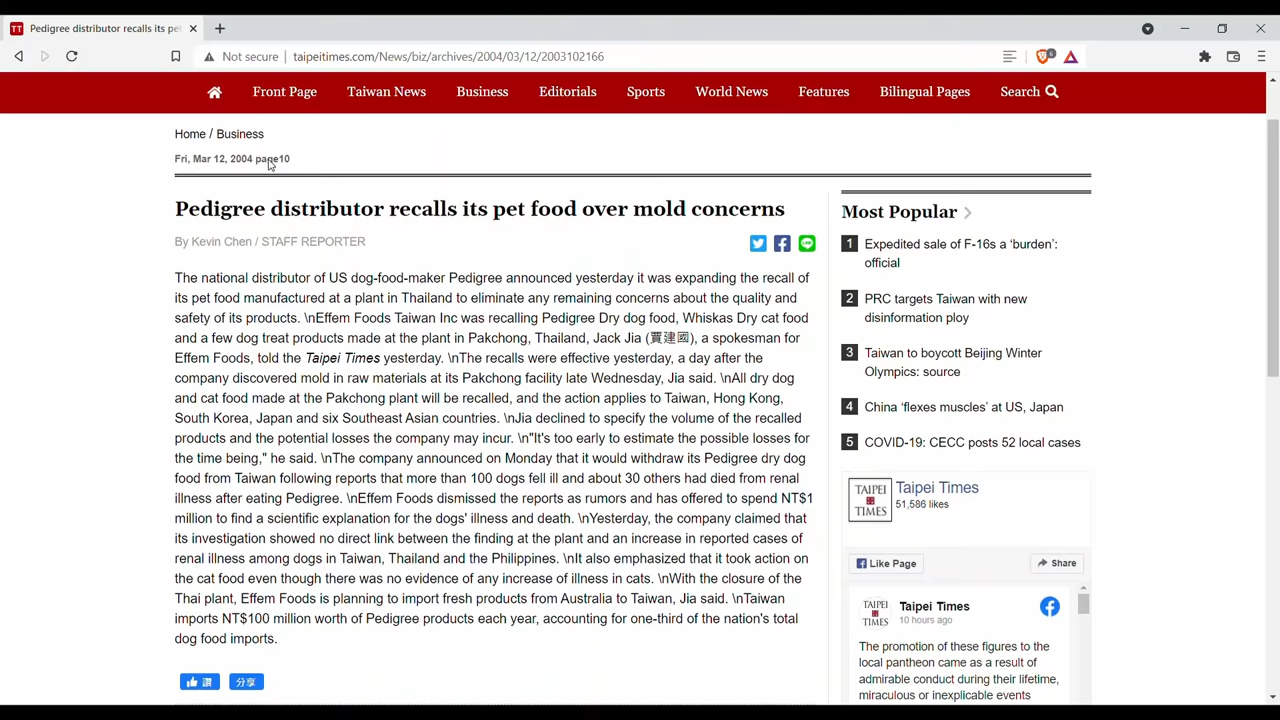 Pedigree distributor recalls its pe
Not secure
taipeitimes.com/News/biz/archives/2004/03/12/2003102166
6
Front Page
Taiwan News
Business
Editorials
Sports
World News
Features
Bilingual Pages
Search
Home / Business
Fri, Mar 12, 2004 page10
Pedigree distributor recalls its pet food over mold concerns
By Kevin Chen / STAFF REPORTER
The national distributor of US dog-food-maker Pedigree announced yesterday it was expanding the recall of
its pet food manufactured at a plant in Thailand to eliminate any remaining concerns about the quality and
safety of its products. \nEffem Foods Taiwan Inc was recalling Pedigree Dry dog food, Whiskas Dry cat food
and a few dog treat products made at the plant in Pakchong, Thailand, Jack Jia (賈建國), a spokesman for
Effem Foods, told the Taipei Times yesterday. \nThe recalls were effective yesterday, a day after the
company discovered mold in raw materials at its Pakchong facility late Wednesday, Jia said. \nAll dry dog
and cat food made at the Pakchong plant will be recalled, and the action applies to Taiwan, Hong Kong,
South Korea, Japan and six Southeast Asian countries. \nJia declined to specify the volume of the recalled
products and the potential losses the company may incur. \n"It's too early to estimate the possible losses for
the time being," he said. \nThe company announced on Monday that it would withdraw its Pedigree dry dog
food from Taiwan following reports that more than 100 dogs fell ill and about 30 others had died from renal
illness after eating Pedigree. \nEffem Foods dismissed the reports as rumors and has offered to spend NT$1
million to find a scientific explanation for the dogs' illness and death. \nYesterday, the company claimed that
its investigation showed no direct link between the finding at the plant and an increase in reported cases of
renal illness among dogs in Taiwan, Thailand and the Philippines. \nIt also emphasized that it took action on
the cat food even though there was no evidence of any increase of illness in cats. \nWith the closure of the
Thai plant, Effem Foods is planning to import fresh products from Australia to Taiwan, Jia said. \nTaiwan
imports NT$100 million worth of Pedigree products each year, accounting for one-third of the nation's total
dog food imports.
讚
分享
Most Popular
1 Expedited sale of F-16s a ‘burden’:
official
2 PRC targets Taiwan with new
disinformation ploy
3 Taiwan to boycott Beijing Winter
Olympics: source
4 China ‘flexes muscles’ at US, Japan
5 COVID-19: CECC posts 52 local cases
TAIPEI
TIMES
Taipei Times
51,586 likes
Like Page
Share
TAIPEI
TIMES
Taipei Times
10 hours ago
The promotion of these figures to the
local pantheon came as a result of
admirable conduct during their lifetime,
miraculous or inexplicable events